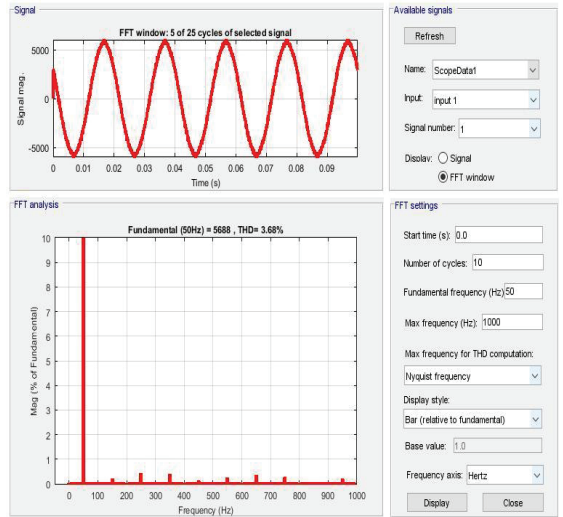 Signal
FFT window: 5 of 25 cycles of selected signal
Signal mag.
5000
0
-5000
0 0.01 0.02 0.03 0.04 0.05 0.06 0.07 0.08 0.09
Time (s)
FFT analysis
Fundamental (50Hz) = 5688 , THD= 3.68%
Mag (% of Fundamental)
10
9
8
7
6
5
4
3
2
1
0
0 100 200 300 400 500 600 700 800 900 1000
Frequency (Hz)
Available signals
Refresh
Name: ScopeData1
Input: input 1
Signal number: 1
Display: Signal
FFT window
FFT settings
Start time (s): 0.0
Number of cycles: 10
Fundamental frequency (Hz) 50
Max frequency (Hz): 1000
Max frequency for THD computation:
Nyquist frequency
Display style:
Bar (relative to fundamental)
Base value: 1.0
Frequency axis: Hertz
Display Close